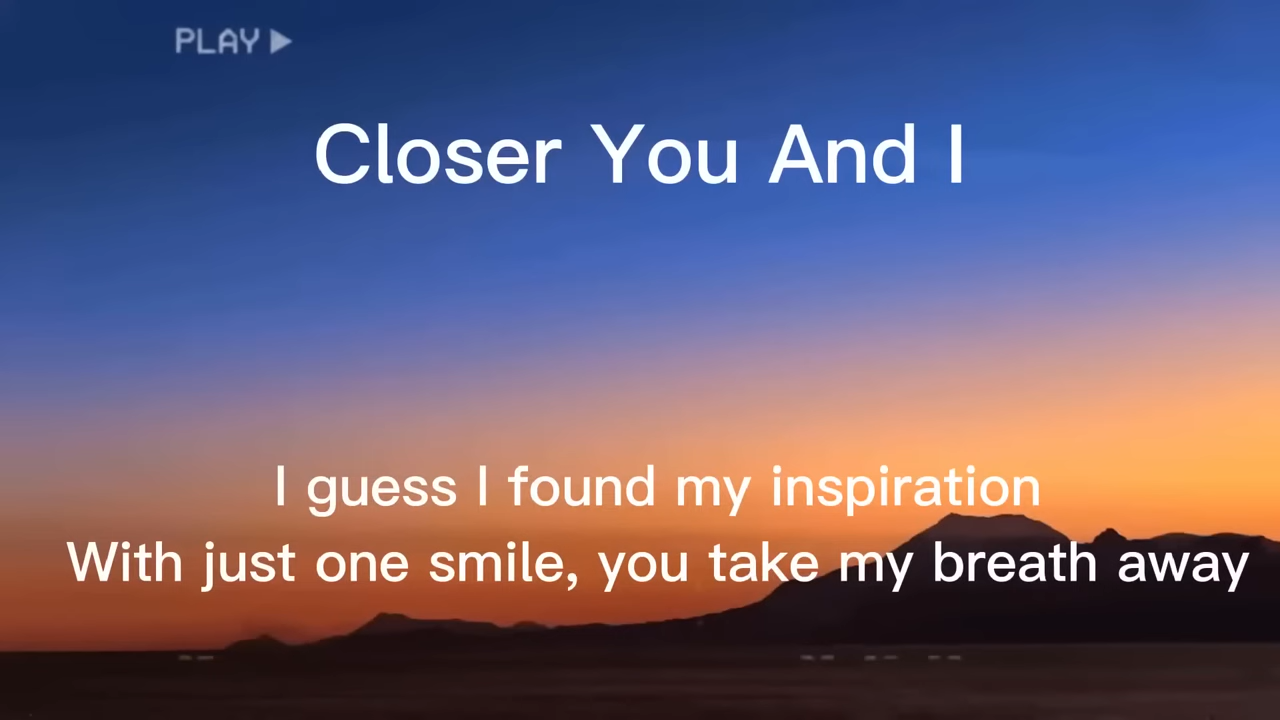 PLAY
Closer You And I
I guess I found my inspiration
With just one smile, you take my breath away